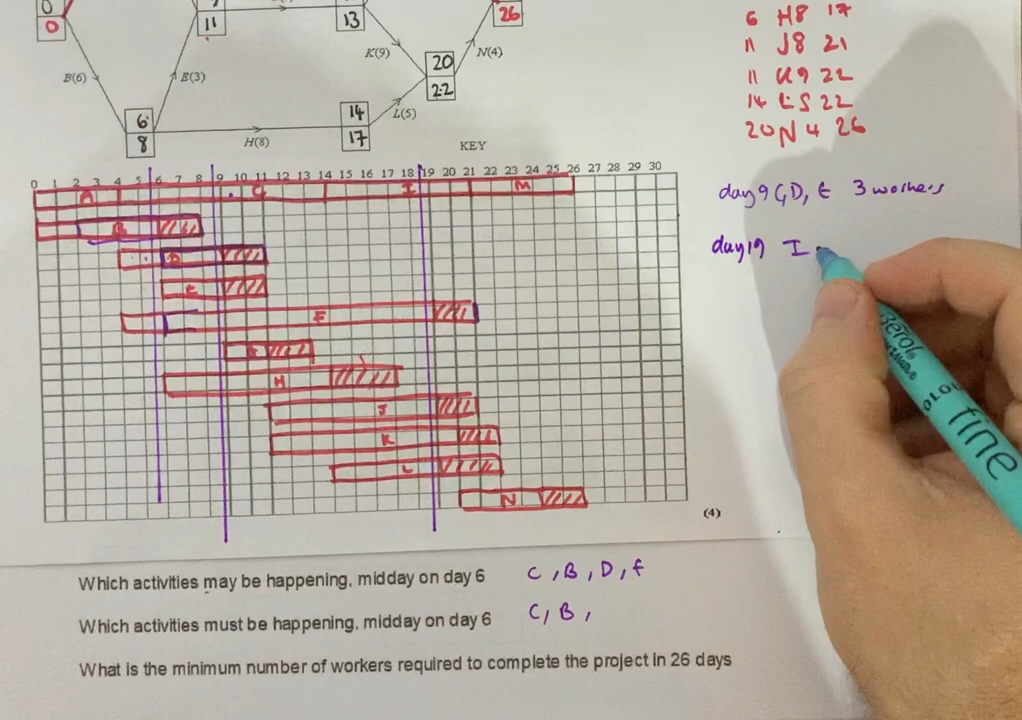 0
0
11
13
26
K(9)
N(4)
20
22
B(6)
E(3)
6
8
14
17
L(5)
H(8)
KEY
6 H8 17
11 J8 21
11 K9 22
14 L5 22
20 N 4 26
0 1 2 3 4 5 6 7 8 9 10 11 12 13 14 15 16 17 18 19 20 21 22 23 24 25 26 27 28 29 30
A C I M
B
D
E
F
H
J
K
L
N
day 9 G, D, E 3 workers
day 19 I
(4)
Which activities may be happening, midday on day 6 C, B, D, F
Which activities must be happening, midday on day 6 C, B,
What is the minimum number of workers required to complete the project in 26 days
Berol
fine